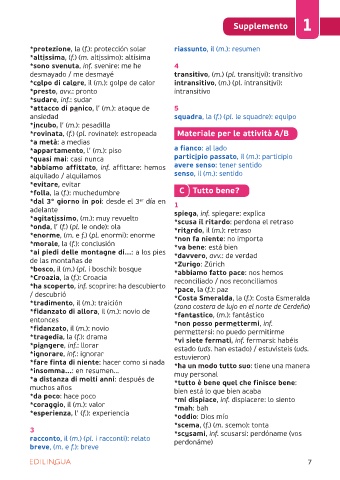 Supplemento 1
*protezione, la (f.): protección solar
*altissima, (f.) (m. altissimo): altísima
*sono svenuta, inf. svenire: me he
desmayado / me desmayé
*colpo di calore, il (m.): golpe de calor
*presto, avv.: pronto
*sudare, inf.: sudar
*attacco di panico, l' (m.): ataque de
ansiedad
*incubo, l' (m.): pesadilla
*rovinata, (f.) (pl. rovinate): estropeada
*a metà: a medias
*appartamento, l' (m.): piso
*quasi mai: casi nunca
*abbiamo affittato, inf. affittare: hemos
alquilado / alquilamos
*evitare, evitar
*folla, la (f.): muchedumbre
*dal 3° giorno in poi: desde el 3er día en
adelante
*agitatissimo, (m.): muy revuelto
*onda, l' (f.) (pl. le onde): ola
*enorme, (m. e f.) (pl. enormi): enorme
*morale, la (f.): conclusión
*ai piedi delle montagne di...: a los pies
de las montañas de
*bosco, il (m.) (pl. i boschi): bosque
*Croazia, la (f.): Croacia
*ha scoperto, inf. scoprire: ha descubierto
/ descubrió
*tradimento, il (m.): traición
*fidanzato di allora, il (m.): novio de
entonces
*fidanzato, il (m.): novio
*tragedia, la (f.): drama
*piangere, inf.: llorar
*ignorare, inf.: ignorar
*fare finta di niente: hacer como si nada
*insomma...: en resumen...
*a distanza di molti anni: después de
muchos años
*da poco: hace poco
*coraggio, il (m.): valor
*esperienza, l' (f.): experiencia
3
racconto, il (m.) (pl. i racconti): relato
breve, (m. e f.): breve
riassunto, il (m.): resumen
4
transitivo, (m.) (pl. transitivi): transitivo
intransitivo, (m.) (pl. intransitivi):
intransitivo
5
squadra, la (f.) (pl. le squadre): equipo
Materiale per le attività A/B
a fianco: al lado
participio passato, il (m.): participio
avere senso: tener sentido
senso, il (m.): sentido
C Tutto bene?
1
spiega, inf. spiegare: explica
*scusa il ritardo: perdona el retraso
*ritardo, il (m.): retraso
*non fa niente: no importa
*va bene: está bien
*davvero, avv.: de verdad
*Zurigo: Zúrich
*abbiamo fatto pace: nos hemos
reconciliado / nos reconciliamos
*pace, la (f.): paz
*Costa Smeralda, la (f.): Costa Esmeralda
(zona costera de lujo en el norte de Cerdeña)
*fantastico, (m.): fantástico
*non posso permettermi, inf.
permettersi: no puedo permitirme
*vi siete fermati, inf. fermarsi: habéis
estado (uds. han estado) / estuvisteis (uds.
estuvieron)
*ha un modo tutto suo: tiene una manera
muy personal
*tutto è bene quel che finisce bene:
bien está lo que bien acaba
*mi dispiace, inf. dispiacere: lo siento
*mah: bah
*oddio: Dios mío
*scema, (f.) (m. scemo): tonta
*scusami, inf. scusarsi: perdóname (vos
perdonáme)
EDILINGUA
7